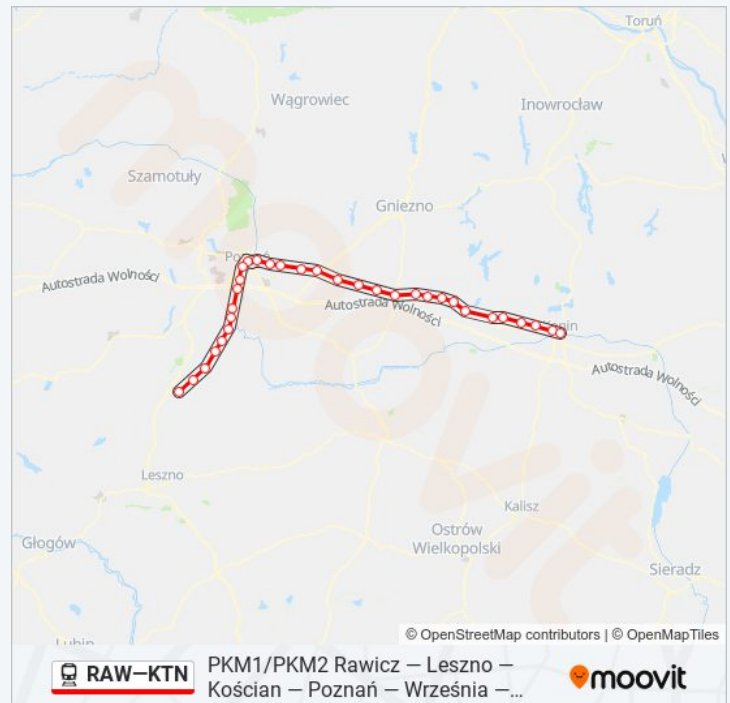 Toruń
Wągrowiec
Inowrocław
Szamotuły
Gniezno
Autostrada Wolności
Autostrada Wolności
Autostrada Wolności
Leszno
Kalisz
Ostrów
Wielkopolski
Głogów
Sieradz
© OpenStreetMap contributors | © OpenMapTiles
RAW—KTN
PKM1/PKM2 Rawicz — Leszno —
Kościan — Poznań — Września —...
moovit